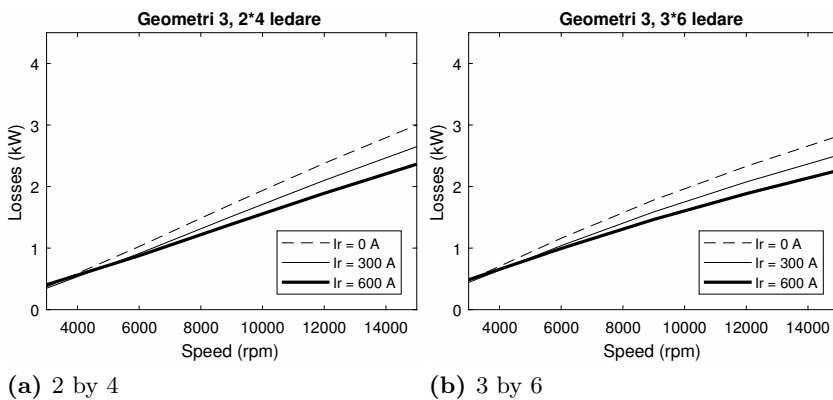 Geometri 3, 2*4 ledare
4
3
2
1
0
Losses (kW)
4000 6000 8000 10000 12000 14000
Speed (rpm)
Ir = 0 A
Ir = 300 A
Ir = 600 A
(a) 2 by 4
Geometri 3, 3*6 ledare
4
3
2
1
0
Losses (kW)
4000 6000 8000 10000 12000 14000
Speed (rpm)
Ir = 0 A
Ir = 300 A
Ir = 600 A
(b) 3 by 6